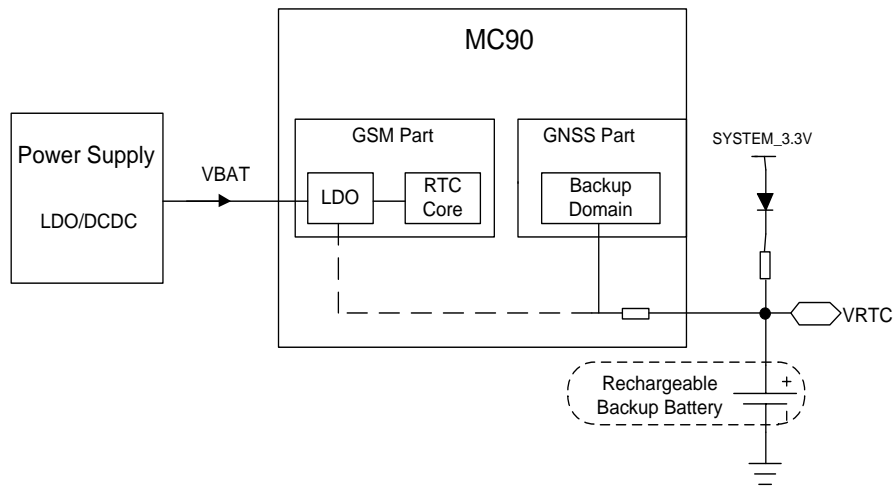 MC90
Power Supply
LDO/DCDC
VBAT
GSM Part
LDO
RTC
Core
GNSS Part
Backup
Domain
SYSTEM_3.3V
VRTC
Rechargeable
Backup Battery
+